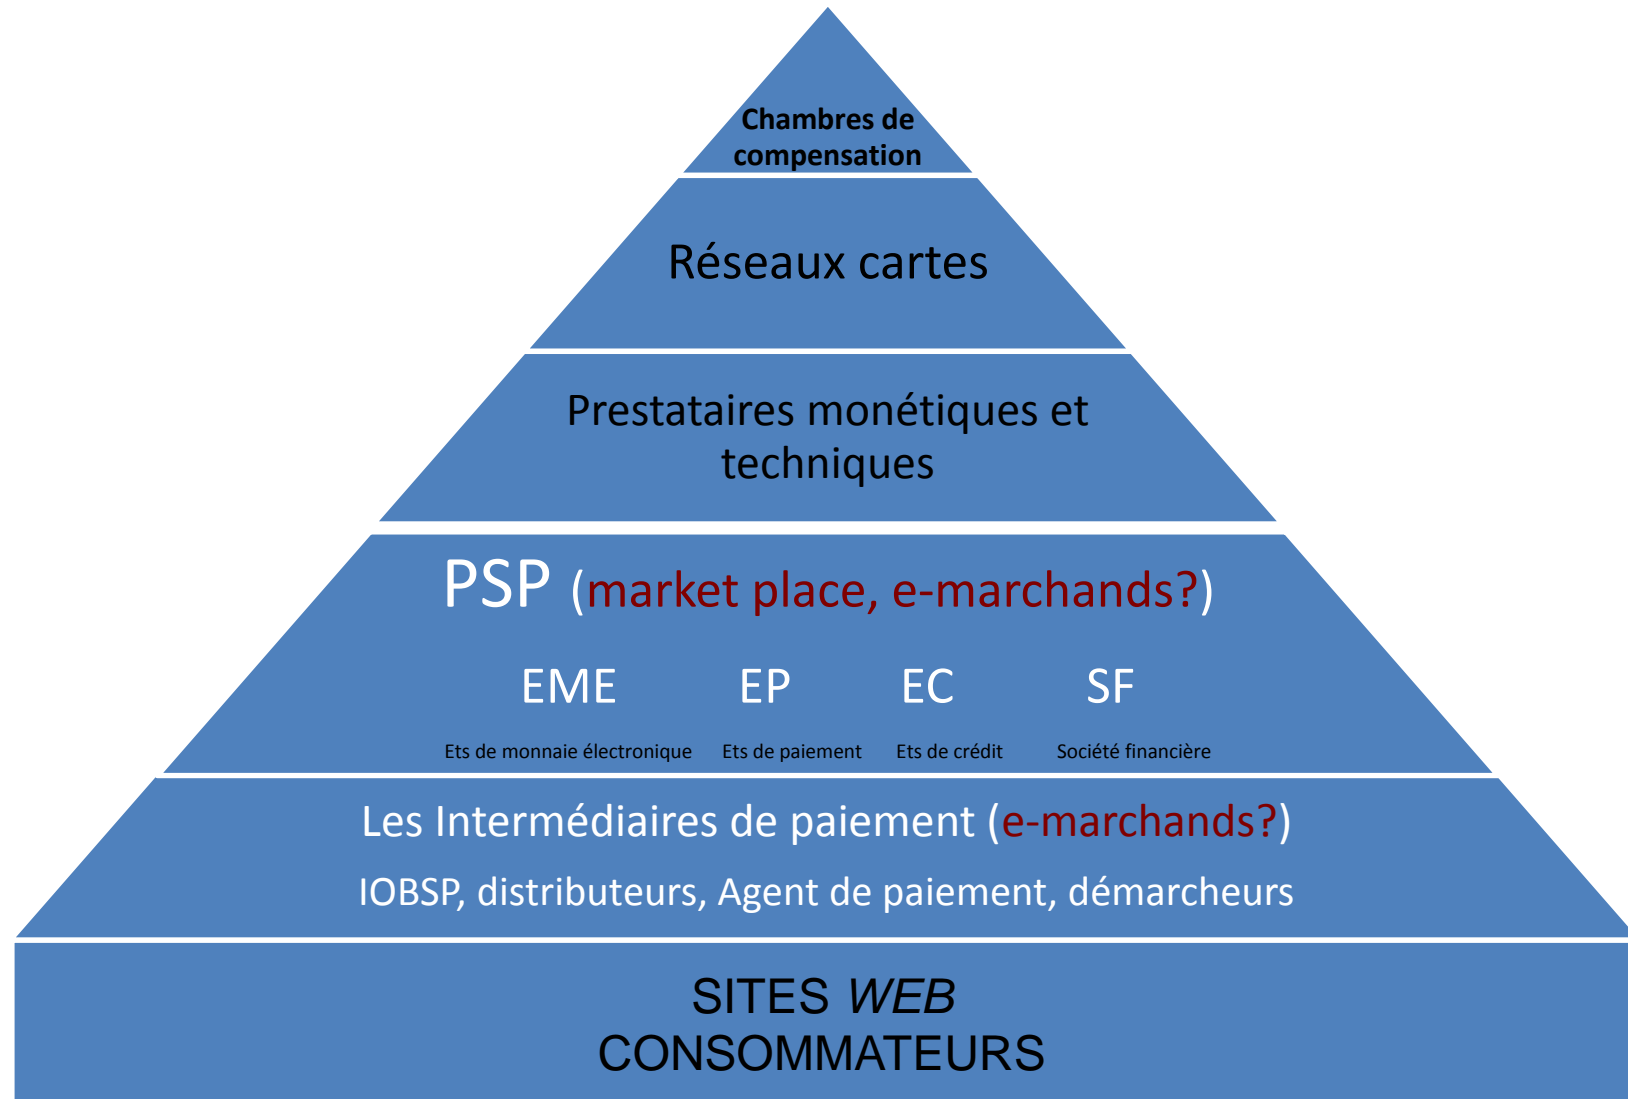 Chambres de
compensation
Réseaux cartes
Prestataires monétiques et
techniques
PSP (market place, e-marchands?)
EME EP EC SF
Ets de monnaie électronique Ets de paiement Ets de crédit Société financière
Les Intermédiaires de paiement (e-marchands?)
IOBSP, distributeurs, Agent de paiement, démarcheurs
SITES WEB
CONSOMMATEURS